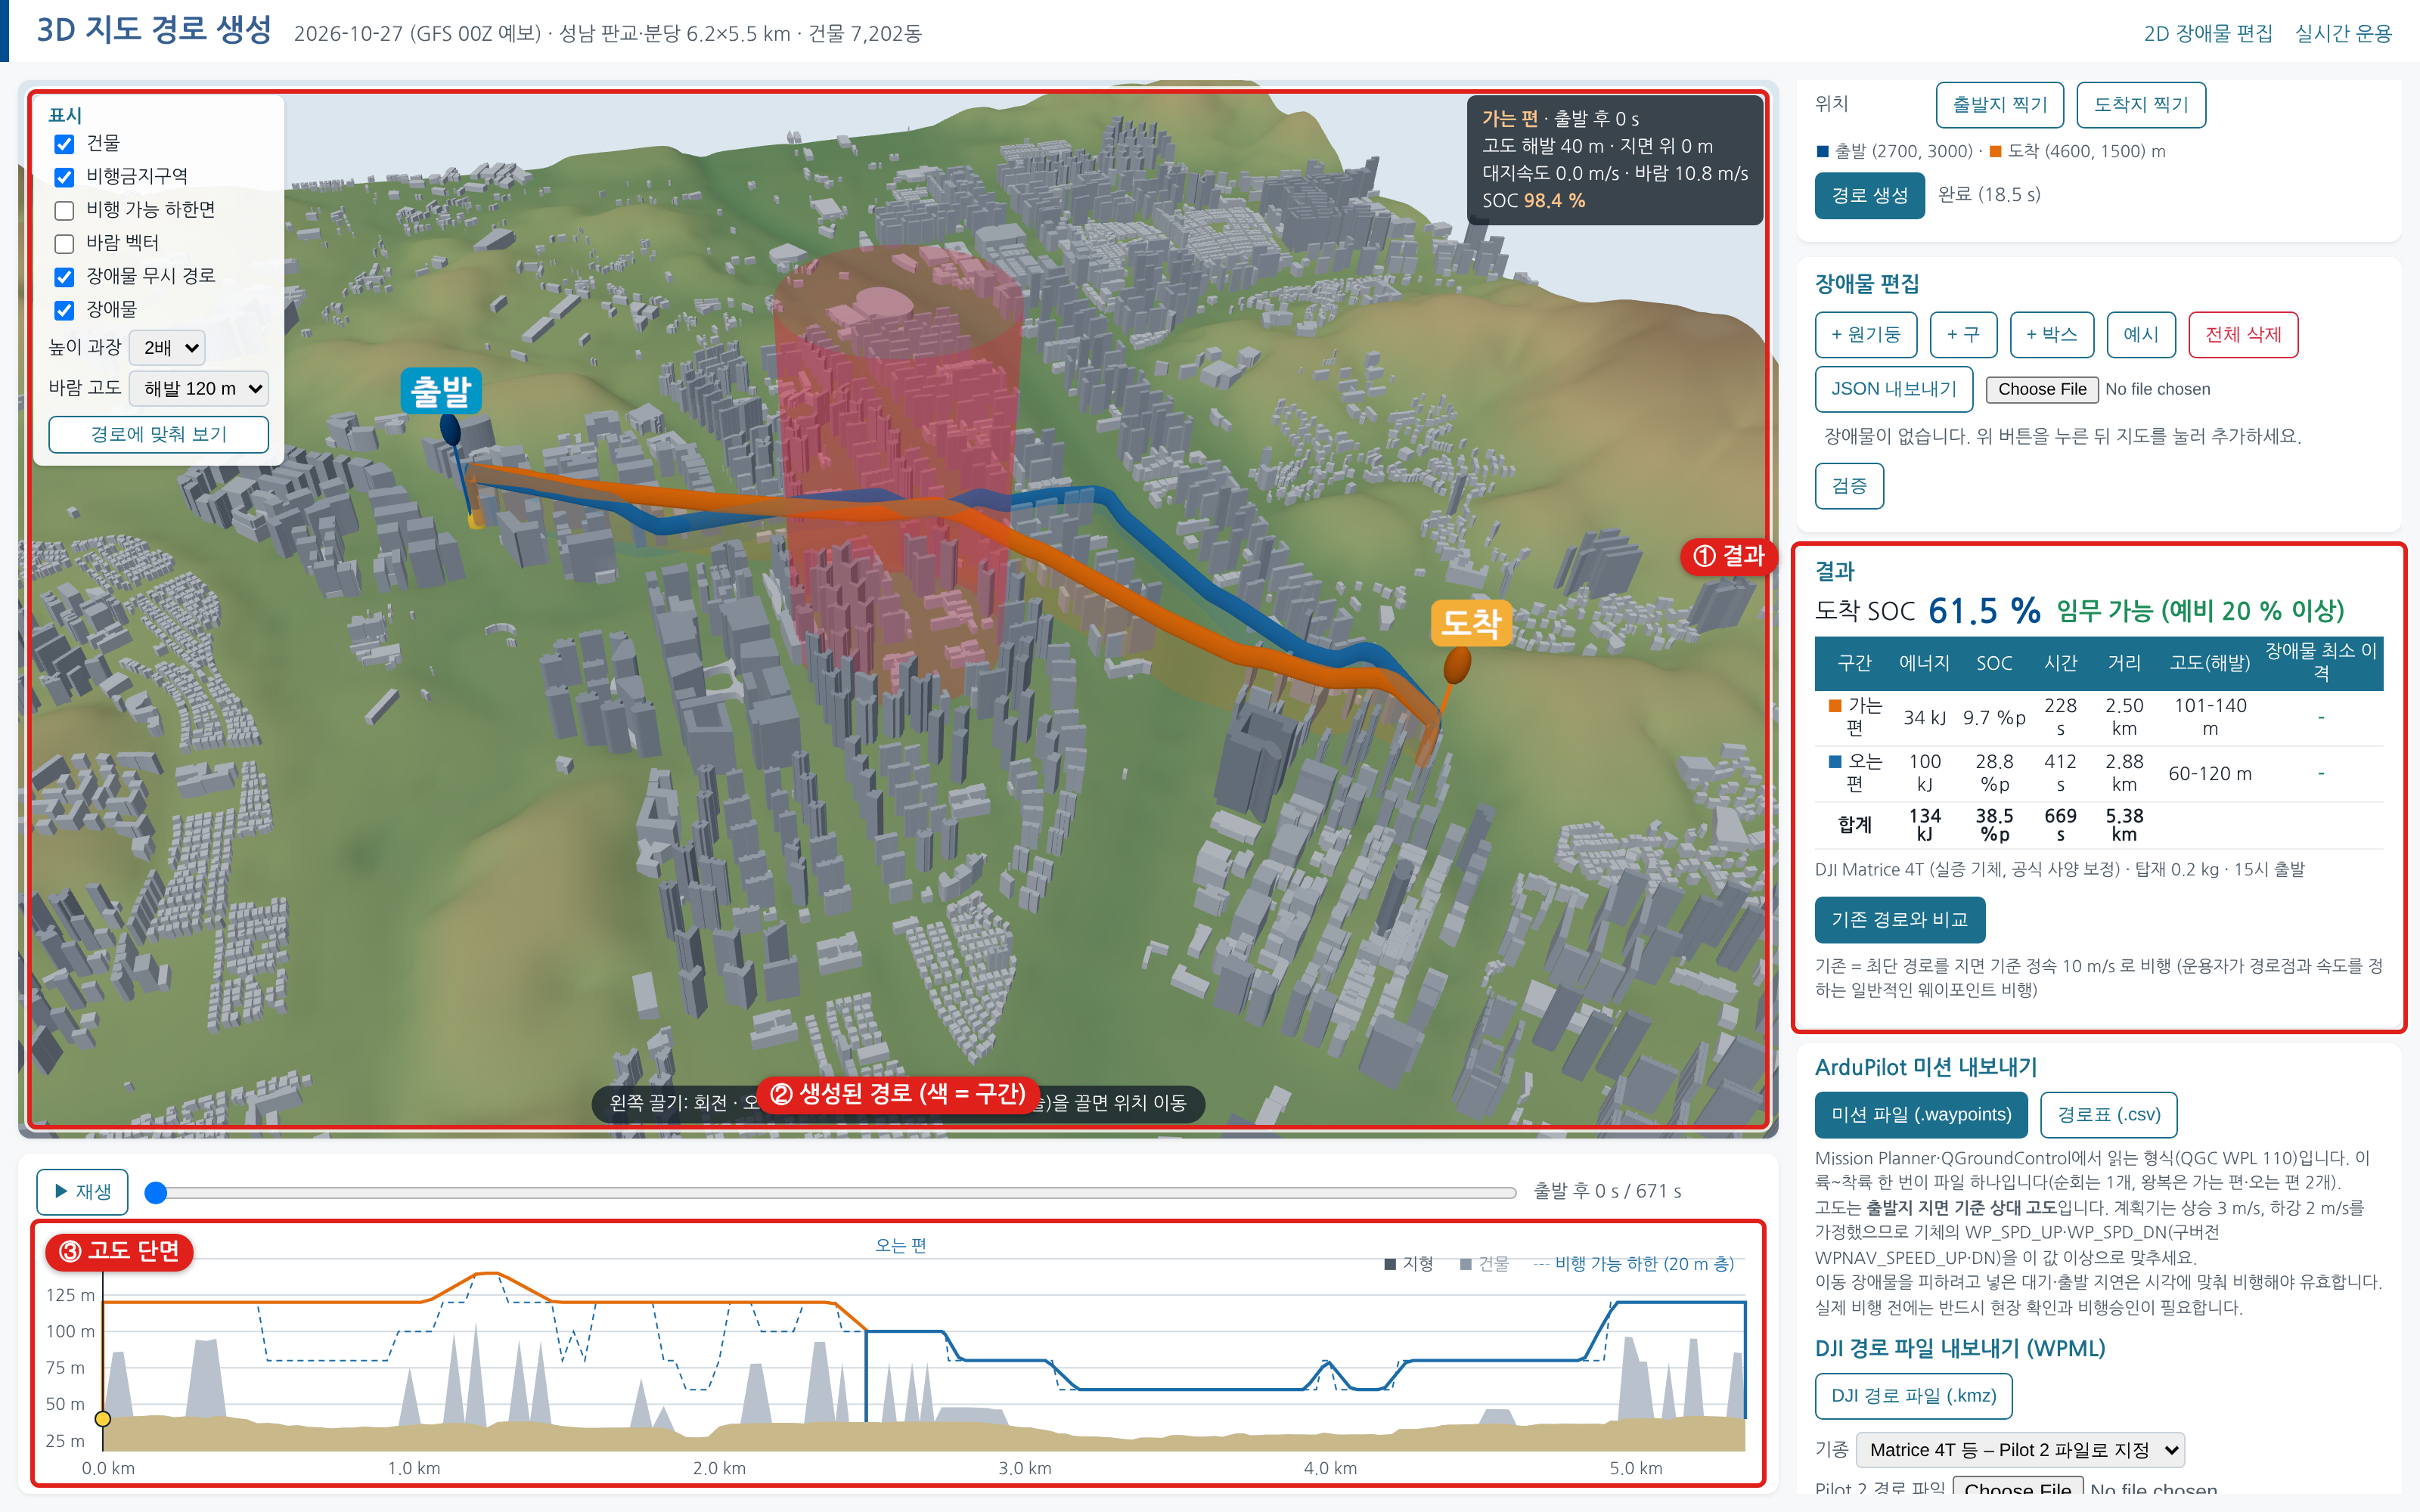 3D 지도 경로 생성
2026-10-27 (GFS 00Z 예보) · 성남 판교·분당 6.2×5.5 km · 건물 7,202동
2D 장애물 편집
실시간 운용
표시
건물
비행금지구역
비행 가능 하한면
바람 벡터
장애물 무시 경로
장애물
높이 과장 2배
바람 고도 해발 120 m
경로에 맞춰 보기
가는 편 · 출발 후 0 s
고도 해발 40 m · 지면 위 0 m
대지속도 0.0 m/s · 바람 10.8 m/s
SOC 98.4 %
출발
도착
왼쪽 끌기: 회전 · 오
② 생성된 경로 (색 = 구간)
)을 끌면 위치 이동
▶ 재생
출발 후 0 s / 671 s
③ 고도 단면
오는 편
지형
건물
비행 가능 하한 (20 m 층)
125 m
100 m
75 m
50 m
25 m
0.0 km
1.0 km
2.0 km
3.0 km
4.0 km
5.0 km
위치
출발지 찍기
도착지 찍기
출발 (2700, 3000) · 도착 (4600, 1500) m
경로 생성
완료 (18.5 s)
장애물 편집
+ 원기둥
+ 구
+ 박스
예시
전체 삭제
JSON 내보내기
Choose File No file chosen
장애물이 없습니다. 위 버튼을 누른 뒤 지도를 눌러 추가하세요.
검증
① 결과
결과
도착 SOC 61.5 % 임무 가능 (예비 20 % 이상)
구간 에너지 SOC 시간 거리 고도(해발) 장애물 최소 이격
가는 편 34 kJ 9.7 %p 228 s 2.50 km 101-140 m -
오는 편 100 kJ 28.8 %p 412 s 2.88 km 60-120 m -
합계 134 kJ 38.5 %p 669 s 5.38 km
DJI Matrice 4T (실증 기체, 공식 사양 보정) · 탑재 0.2 kg · 15시 출발
기존 경로와 비교
기존 = 최단 경로를 지면 기준 정속 10 m/s 로 비행 (운용자가 경로점과 속도를 정
하는 일반적인 웨이포인트 비행)
ArduPilot 미션 내보내기
미션 파일 (.waypoints)
경로표 (.csv)
Mission Planner·QGroundControl에서 읽는 형식(QGC WPL 110)입니다. 이
륙~착륙 한 번이 파일 하나입니다(순회는 1개, 왕복은 가는 편·오는 편 2개).
고도는 출발지 지면 기준 상대 고도입니다. 계획기는 상승 3 m/s, 하강 2 m/s를
가정했으므로 기체의 WP_SPD_UP·WP_SPD_DN(구버전
WPNAV_SPEED_UP·DN)을 이 값 이상으로 맞추세요.
이동 장애물을 피하려고 넣은 대기·출발 지연은 시각에 맞춰 비행해야 유효합니다.
실제 비행 전에는 반드시 현장 확인과 비행승인이 필요합니다.
DJI 경로 파일 내보내기 (WPML)
DJI 경로 파일 (.kmz)
기종 Matrice 4T 등 – Pilot 2 파일로 지정
Pilot 2 경로 파일 Choose File No file chosen